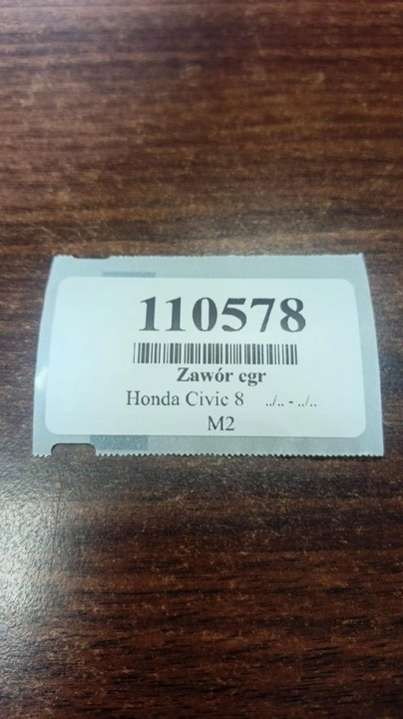 110578
Zawór egr
Honda Civic 8 ../.. - ../..
M2